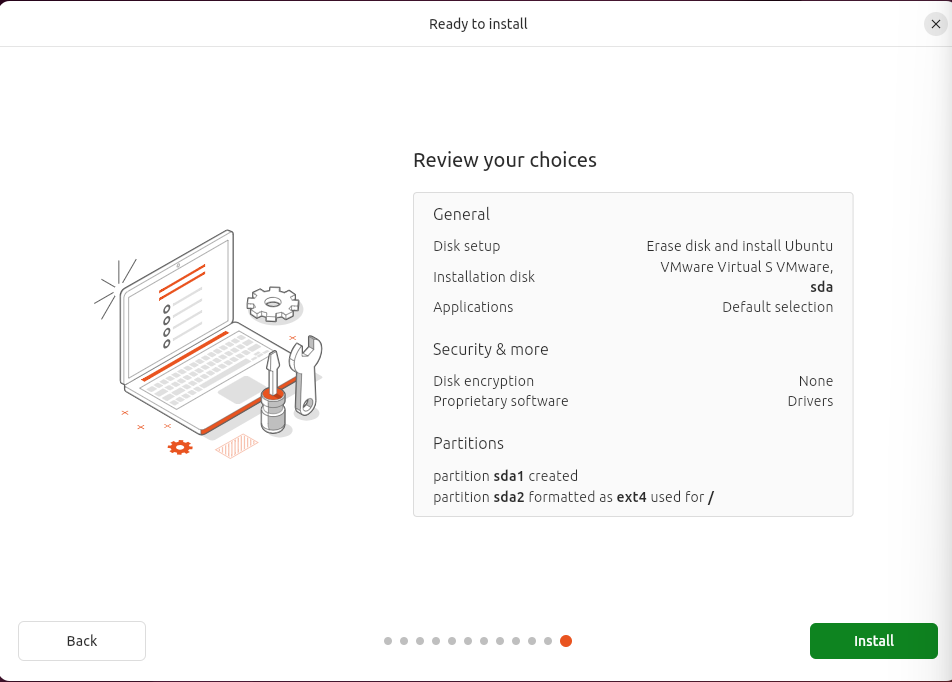 Ready to install
Review your choices
General
Disk setup Erase disk and install Ubuntu
Installation disk VMware Virtual S VMware,
sda
Applications Default selection
Security & more
Disk encryption None
Proprietary software Drivers
Partitions
partition sda1 created
partition sda2 formatted as ext4 used for /
Back Install